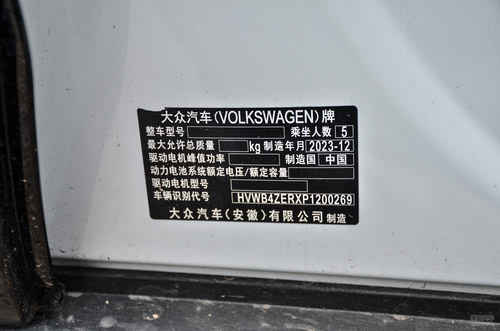 大众汽车(VOLKSWAGEN)牌
整车型号 乘坐人数 5
最大允许总质量 kg 制造年月 2023-12
驱动电机峰值功率 制造国 中国
动力电池系统额定电压/额定容量
驱动电机型号
车辆识别代号 HVWB4ZERXP1200269
大众汽车(安徽)有限公司 制造